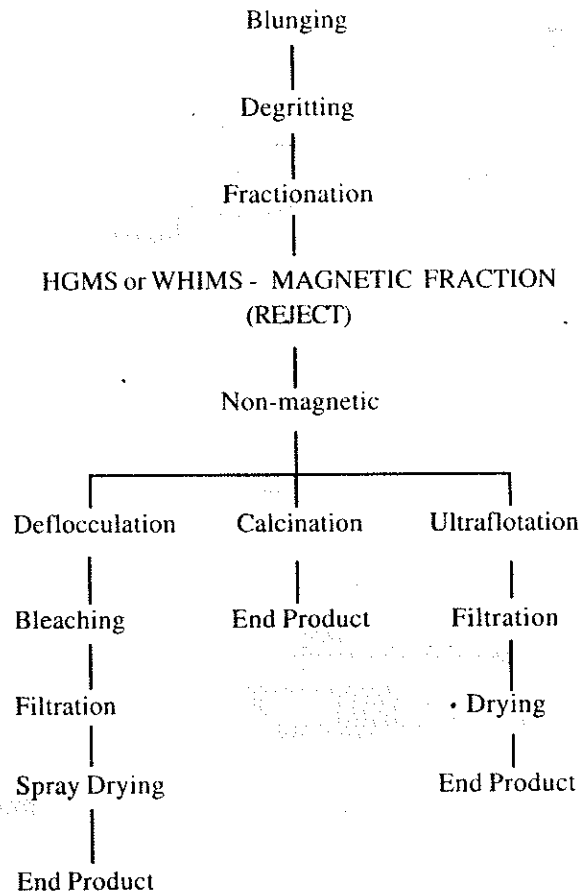 Blunging
Degritting
Fractionation
HGMS or WHIMS - MAGNETIC FRACTION
(REJECT)
Non-magnetic
Deflocculation Calcination Ultraflotation
Bleaching End Product Filtration
Filtration Drying
Spray Drying End Product
End Product